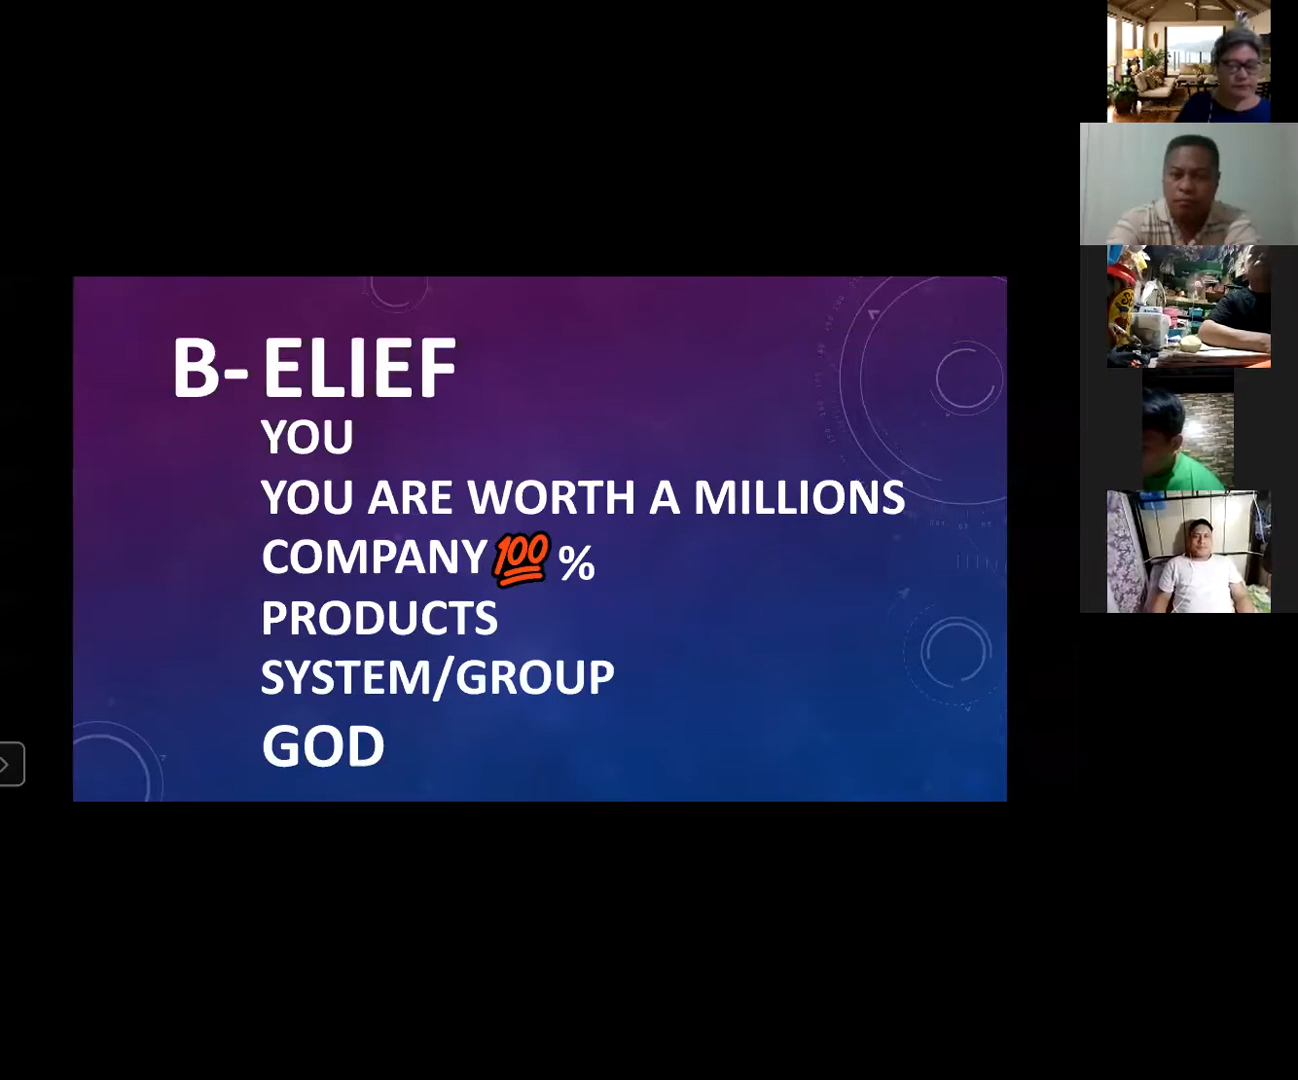 B- ELIEF
YOU
YOU ARE WORTH A MILLIONS
COMPANY💯 %
PRODUCTS
SYSTEM/GROUP
GOD